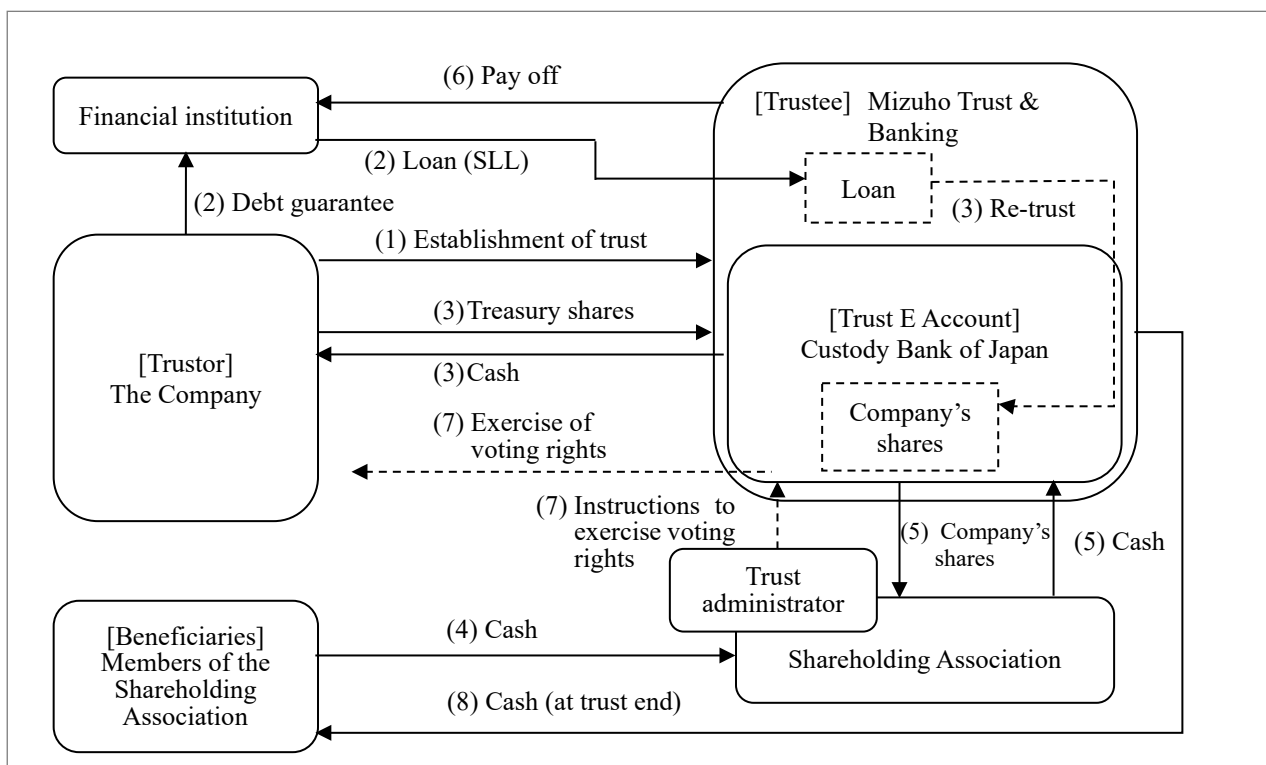 (6) Pay off
Financial institution
[Trustee] Mizuho Trust &
Banking
(2) Loan (SLL)
Loan
(3) Re-trust
(2) Debt guarantee
(1) Establishment of trust
(3) Treasury shares
(3) Cash
[Trustor]
The Company
[Trust E Account]
Custody Bank of Japan
Company’s
shares
(7) Exercise of
voting rights
(7) Instructions to
exercise voting
rights
(5) Company’s
shares
(5) Cash
Trust
administrator
Shareholding Association
[Beneficiaries]
Members of the
Shareholding
Association
(4) Cash
(8) Cash (at trust end)